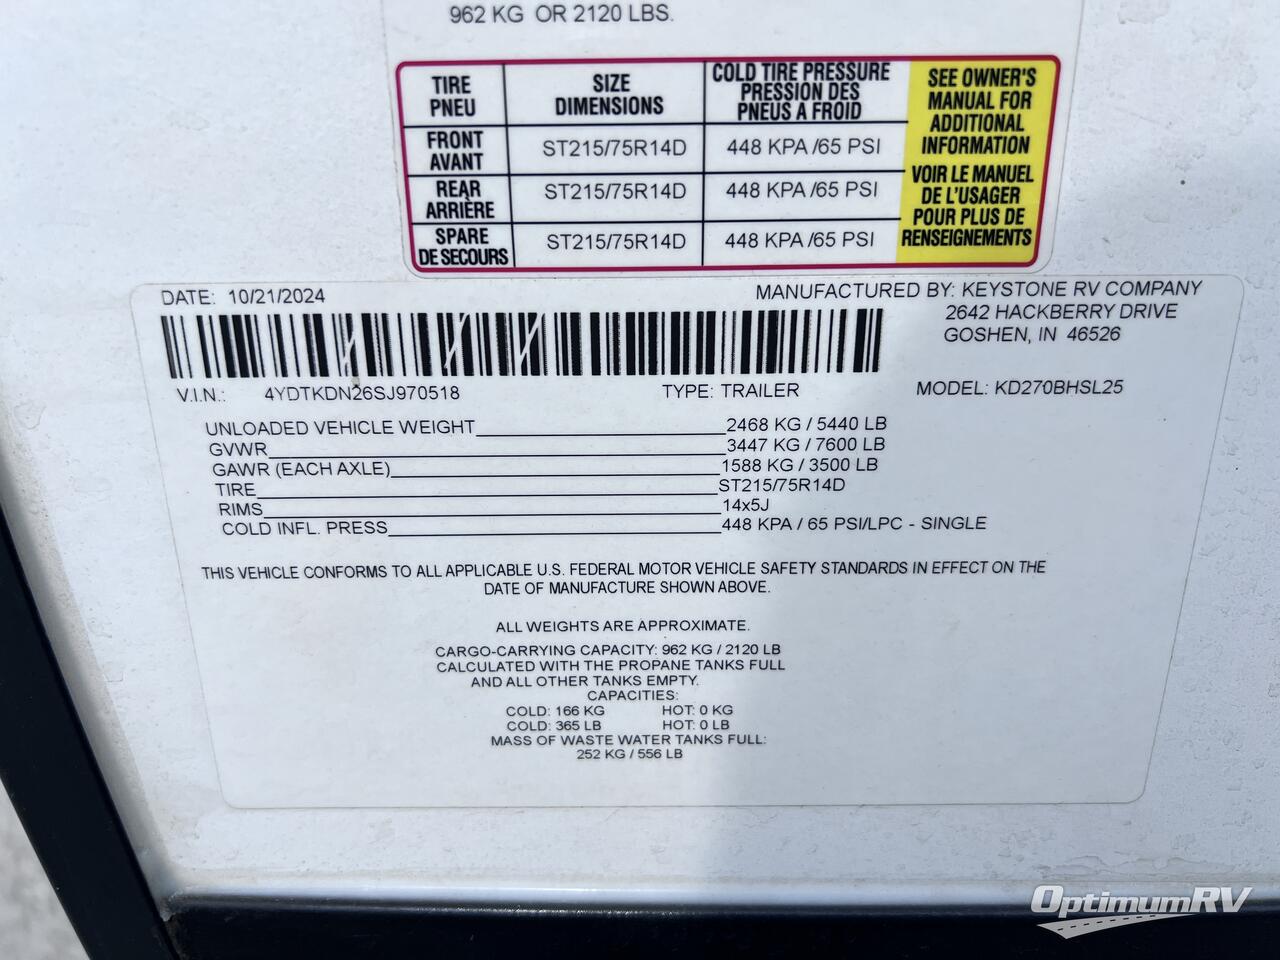 962 KG OR 2120 LBS.
TIRE PNEU SIZE DIMENSIONS COLD TIRE PRESSURE PRESSION DES PNEUS A FROID
FRONT AVANT ST215/75R14D 448 KPA /65 PSI
REAR ARRIÈRE ST215/75R14D 448 KPA /65 PSI
SPARE DE SECOURS ST215/75R14D 448 KPA /65 PSI
SEE OWNER'S
MANUAL FOR
ADDITIONAL
INFORMATION
VOIR LE MANUEL
DE L'USAGER
POUR PLUS DE
RENSEIGNEMENTS
DATE: 10/21/2024 MANUFACTURED BY: KEYSTONE RV COMPANY
2642 HACKBERRY DRIVE
GOSHEN, IN 46526
V.I.N.: 4YDTKDN26SJ970518 TYPE: TRAILER MODEL: KD270BHSL25
UNLOADED VEHICLE WEIGHT 2468 KG / 5440 LB
GVWR 3447 KG / 7600 LB
GAWR (EACH AXLE) 1588 KG / 3500 LB
TIRE ST215/75R14D
RIMS 14x5J
COLD INFL. PRESS 448 KPA / 65 PSI/LPC - SINGLE
THIS VEHICLE CONFORMS TO ALL APPLICABLE U.S. FEDERAL MOTOR VEHICLE SAFETY STANDARDS IN EFFECT ON THE
DATE OF MANUFACTURE SHOWN ABOVE.
ALL WEIGHTS ARE APPROXIMATE.
CARGO-CARRYING CAPACITY: 962 KG / 2120 LB
CALCULATED WITH THE PROPANE TANKS FULL
AND ALL OTHER TANKS EMPTY.
CAPACITIES:
COLD: 166 KG HOT: 0 KG
COLD: 365 LB HOT: 0 LB
MASS OF WASTE WATER TANKS FULL:
252 KG / 556 LB
OPTIMUMRV